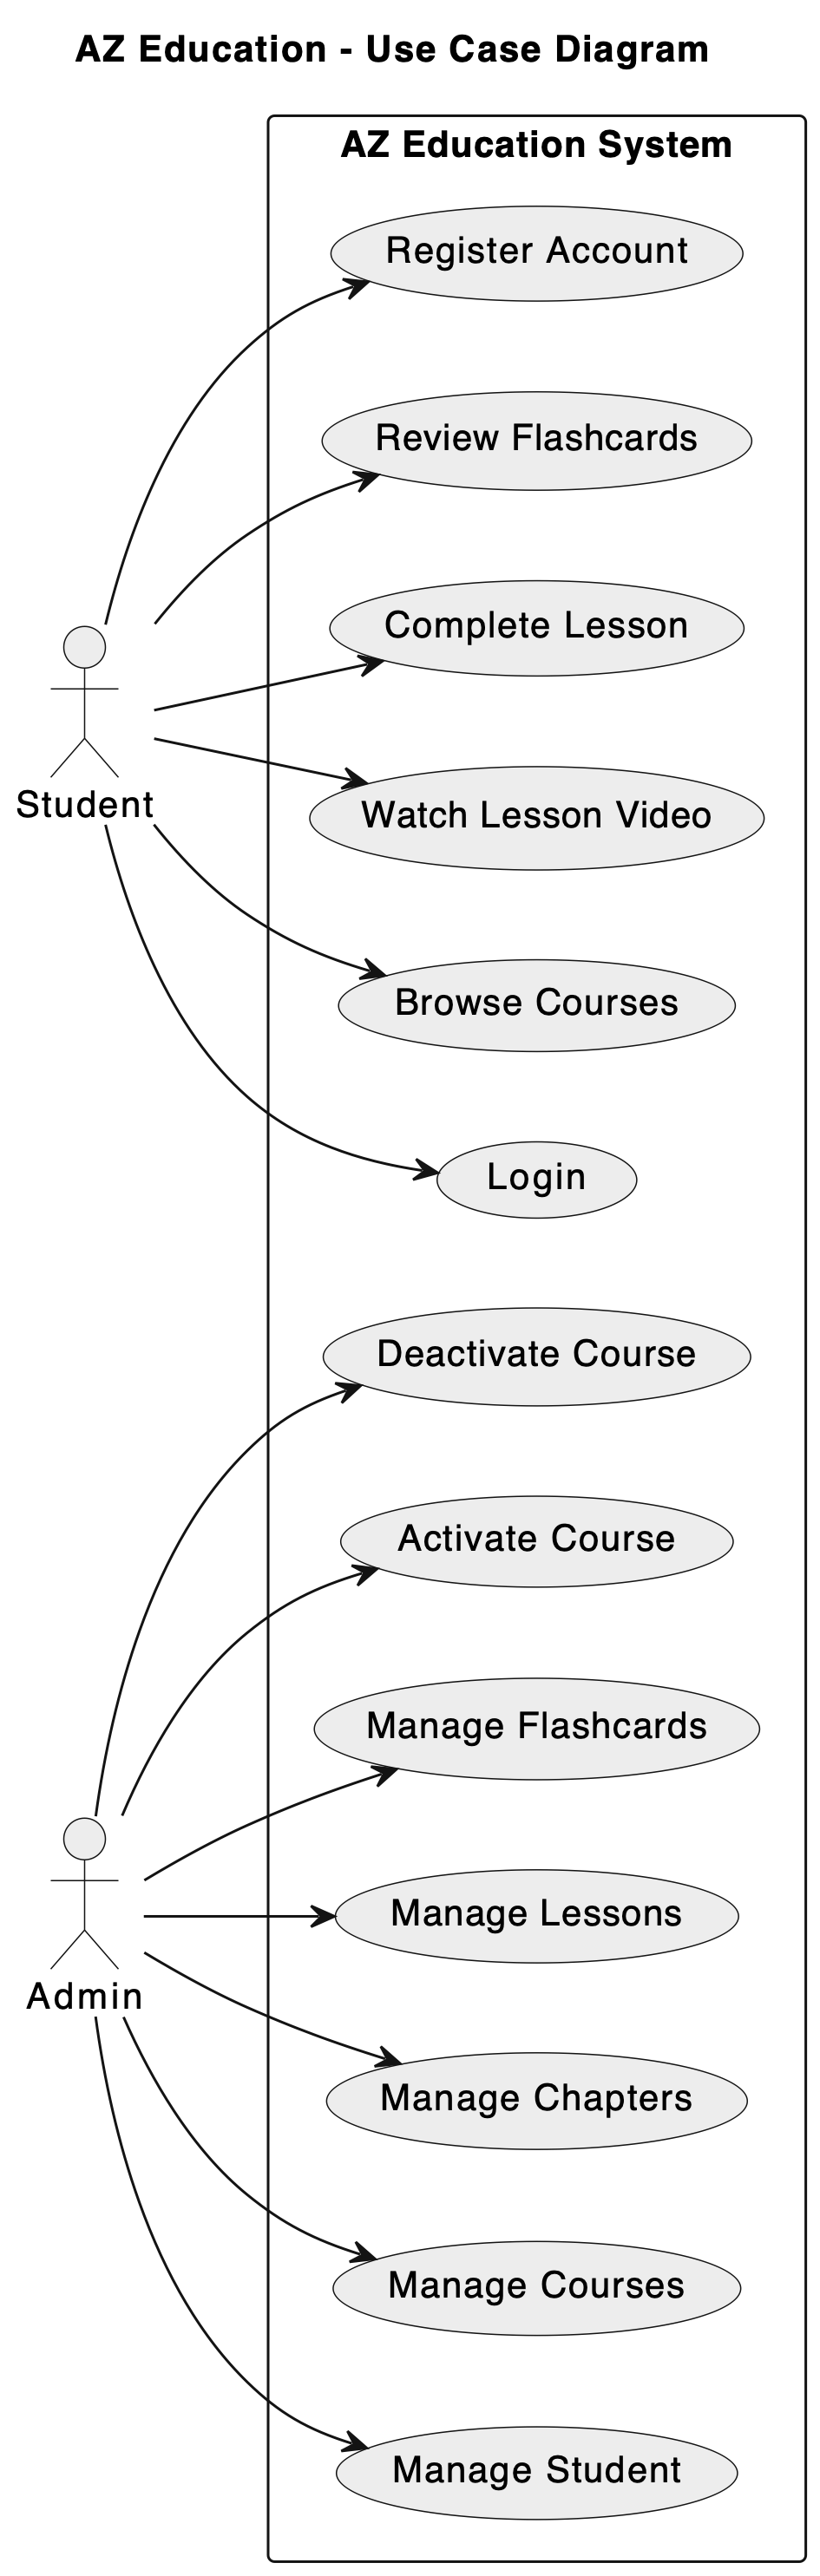 AZ Education - Use Case Diagram
AZ Education System
Register Account
Review Flashcards
Complete Lesson
Watch Lesson Video
Student
Browse Courses
Login
Deactivate Course
Activate Course
Manage Flashcards
Manage Lessons
Admin
Manage Chapters
Manage Courses
Manage Student